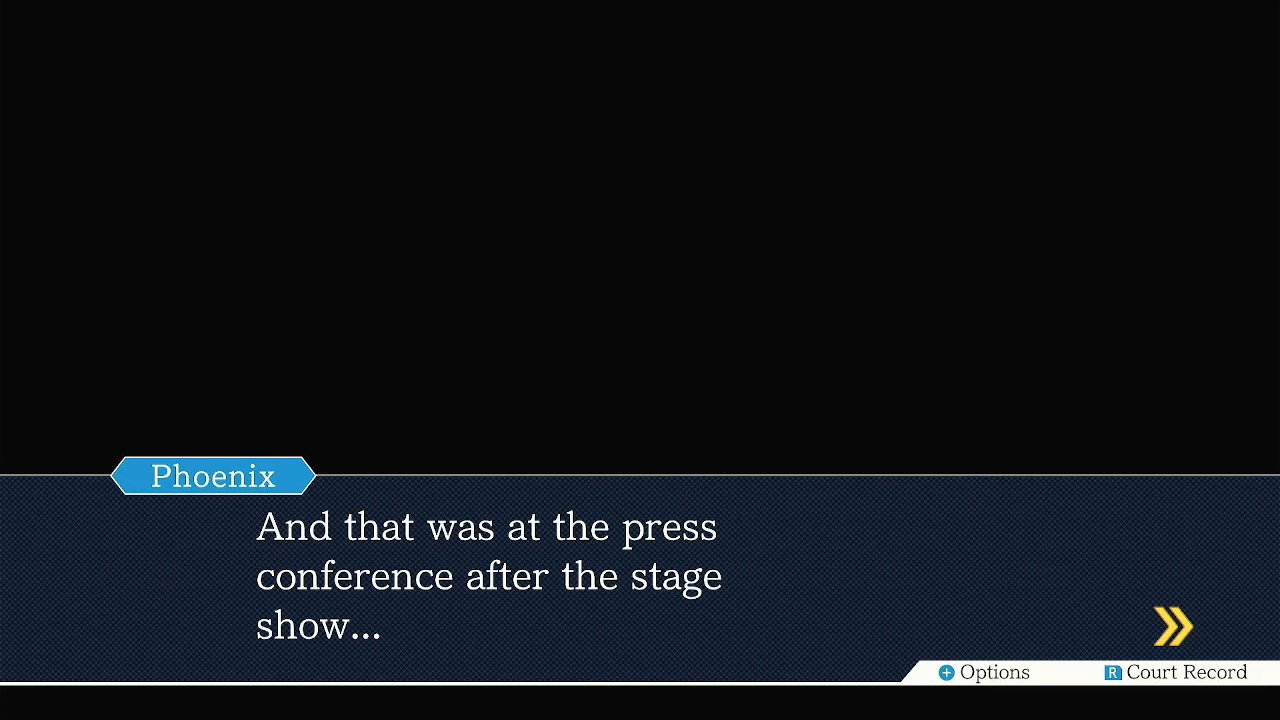 Phoenix
And that was at the press
conference after the stage
show...
+ Options
R Court Record